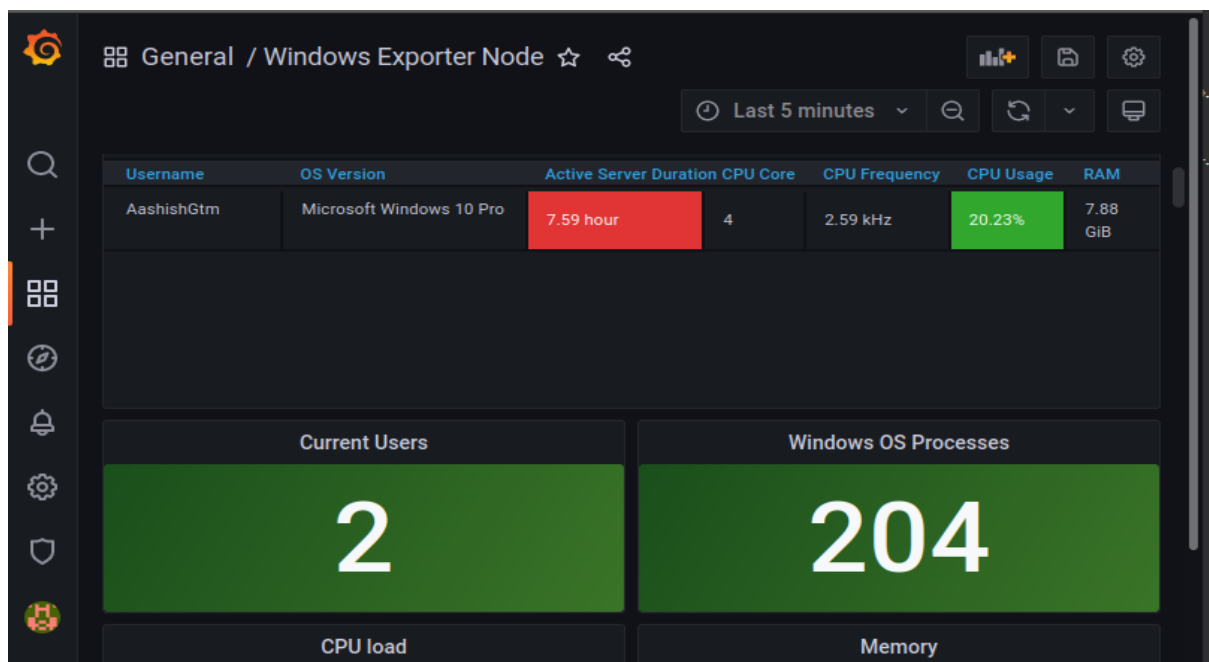 General / Windows Exporter Node
Last 5 minutes
Username OS Version Active Server Duration CPU Core CPU Frequency CPU Usage RAM
AashishGtm Microsoft Windows 10 Pro 7.59 hour 4 2.59 kHz 20.23% 7.88
GiB
Current Users Windows OS Processes
2 204
CPU load Memory